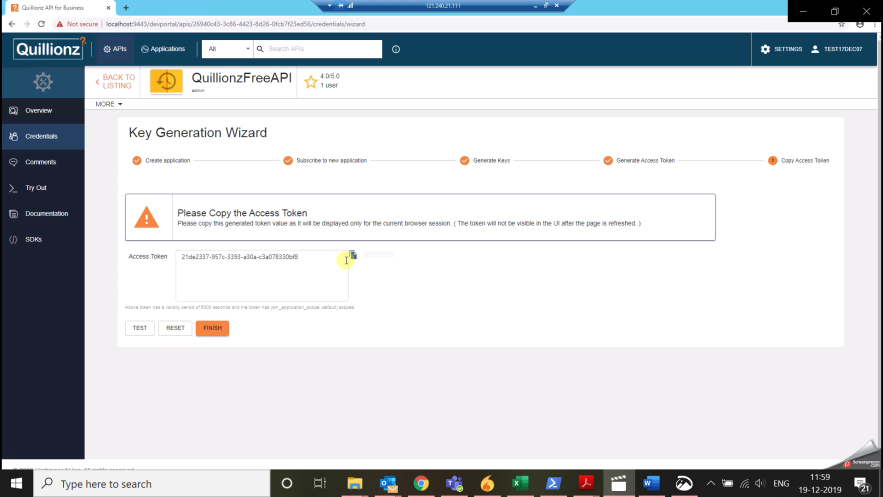 Quillionz API for Business
121.240.21.111
Not secure
localhost:9443/devportal/apis/26940c45-3c86-4425-8d26-0fcb7f23ed56/credentials/wizard
Quillionz
APIs
Applications
All
Search APIs
SETTINGS
TEST17DEC07
BACK TO
LISTING
QuillionzFreeAPI
admin
4.0/5.0
1 user
MORE
Overview
Credentials
Comments
Try Out
Documentation
SDKs
Key Generation Wizard
Create application
Subscribe to new application
Generate Keys
Generate Access Token
5
Copy Access Token
Please Copy the Access Token
Please copy this generated token value as it will be displayed only for the current browser session. ( The token will not be visible in the UI after the page is refreshed. )
Access Token
21de2337-957c-3393-a30a-c3a078330bf8
Above token has a validity period of 5000 seconds and the token has (am_application_scope, default) scopes
TEST
RESET
FINISH
Screenpresso
Type here to search
ENG
11:59
19-12-2019
21